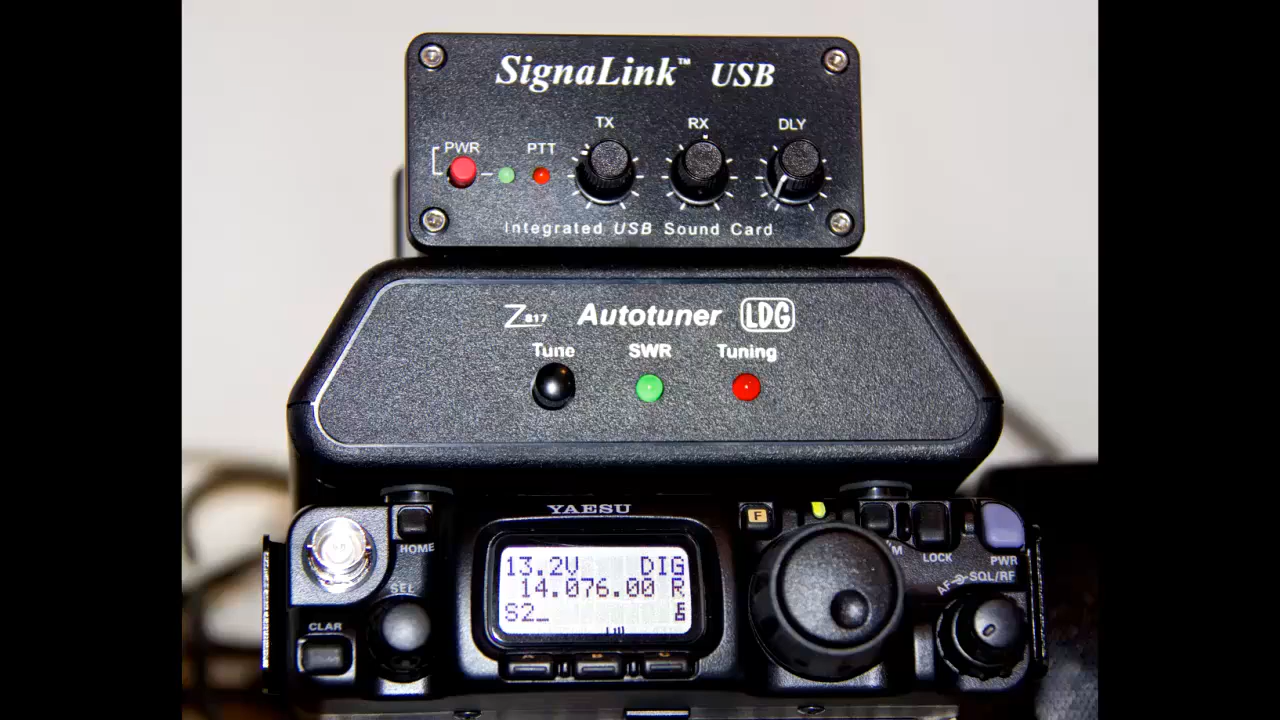 SignaLink™ USB
TX RX DLY
PWR PTT
Integrated USB Sound Card
Z817 Autotuner LDG
Tune SWR Tuning
YAESU
F
HOME
LOCK
PWR
SEL
AF SQL/RF
CLAR
13.2V DIG
14.076.00 R
S2_
A B C